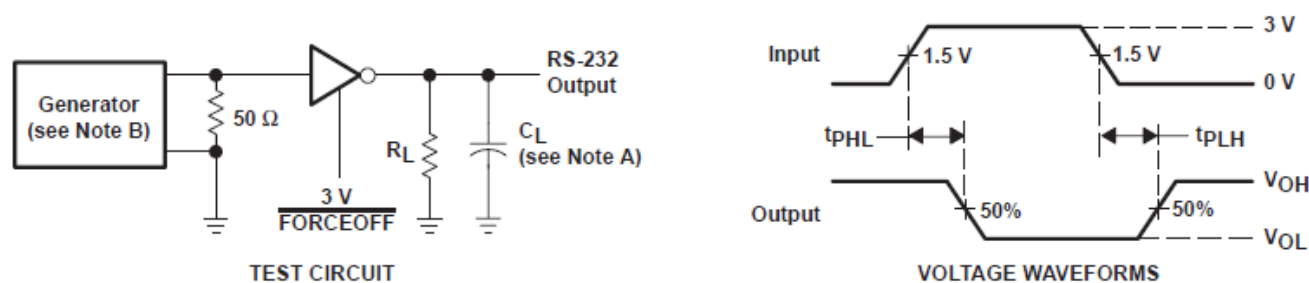 Generator
(see Note B)
50 Ω
3 V
FORCEOFF
RL
CL
(see Note A)
RS-232
Output
TEST CIRCUIT
Input
1.5 V
1.5 V
3 V
0 V
tPHL
tPLH
Output
50%
50%
VOH
VOL
VOLTAGE WAVEFORMS